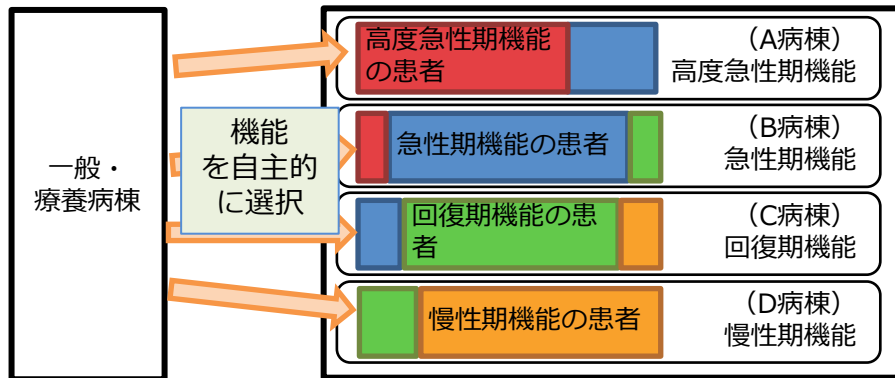 一般・
療養病棟
機能
を自主的
に選択
高度急性期機能
の患者
（A病棟）
高度急性期機能
急性期機能の患者
（B病棟）
急性期機能
回復期機能の患
者
（C病棟）
回復期機能
慢性期機能の患者
（D病棟）
慢性期機能